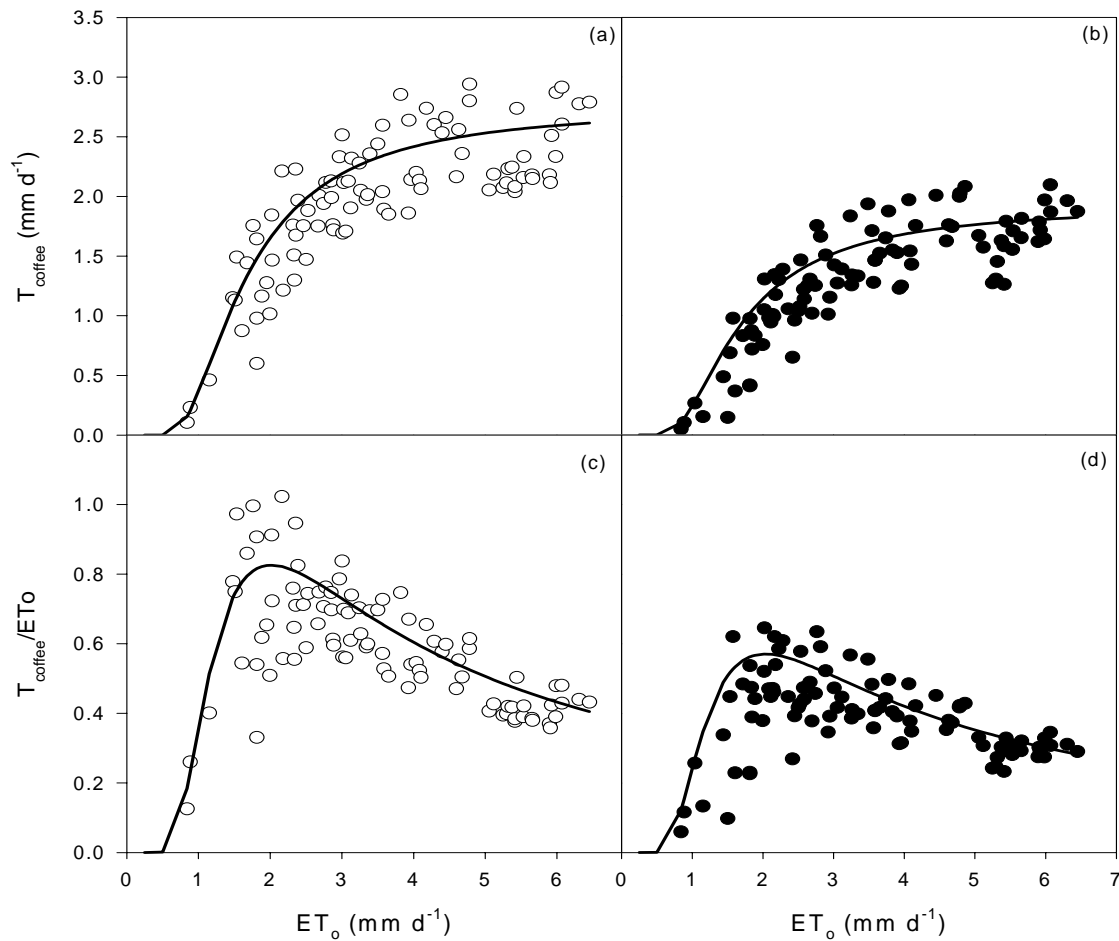 3.5
3.0
2.5
2.0
1.5
1.0
0.5
0.0
T_coffee (mm d^-1)
(a)
(b)
1.0
0.8
0.6
0.4
0.2
0.0
T_coffee/ETo
(c)
(d)
0 1 2 3 4 5 6 0 1 2 3 4 5 6 7
ET_o (mm d^-1) ET_o (mm d^-1)